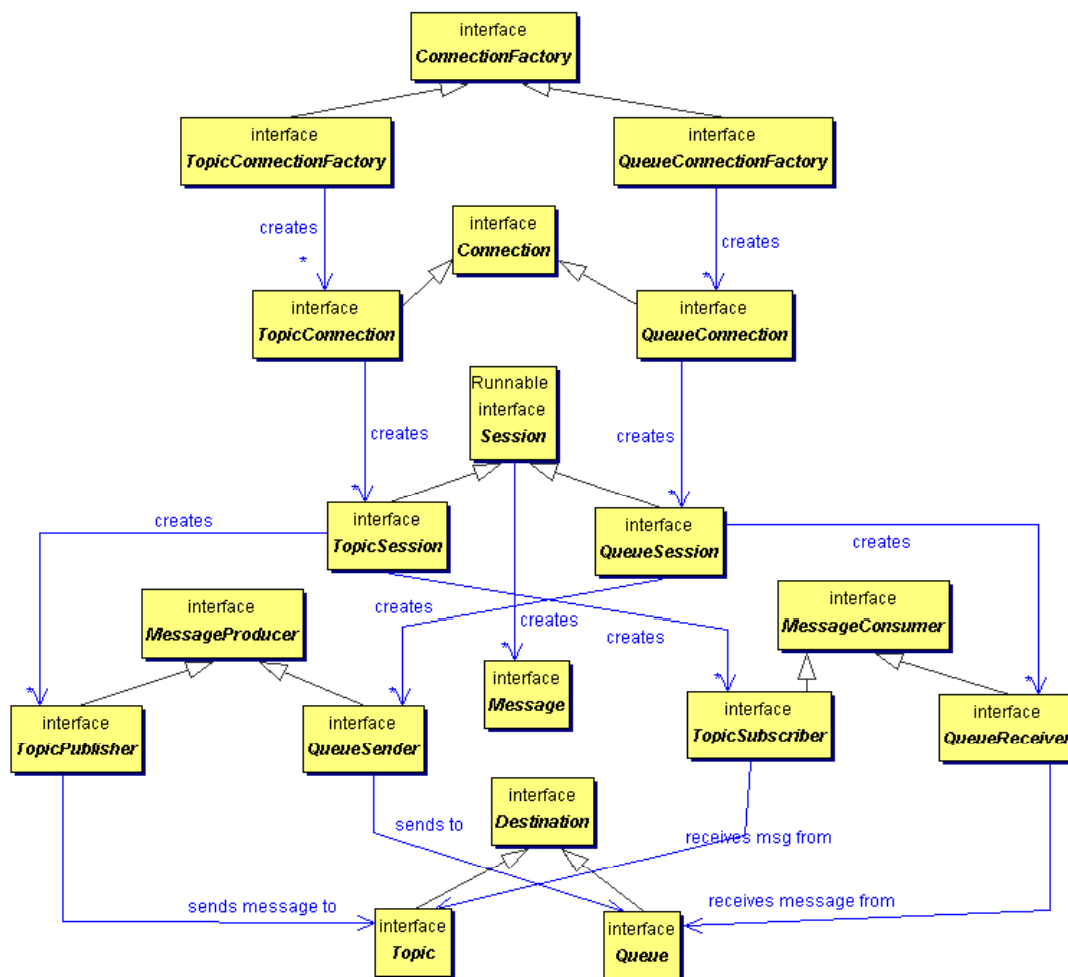 interface
ConnectionFactory
interface
TopicConnectionFactory
interface
QueueConnectionFactory
creates
*
creates
*
interface
Connection
interface
TopicConnection
interface
QueueConnection
Runnable
interface
Session
creates
*
creates
*
interface
TopicSession
interface
QueueSession
creates
*
creates
*
creates
*
creates
*
creates
*
interface
MessageProducer
interface
MessageConsumer
interface
TopicPublisher
interface
QueueSender
interface
Message
interface
TopicSubscriber
interface
QueueReceiver
interface
Destination
sends to
receives msg from
sends message to
receives message from
interface
Topic
interface
Queue